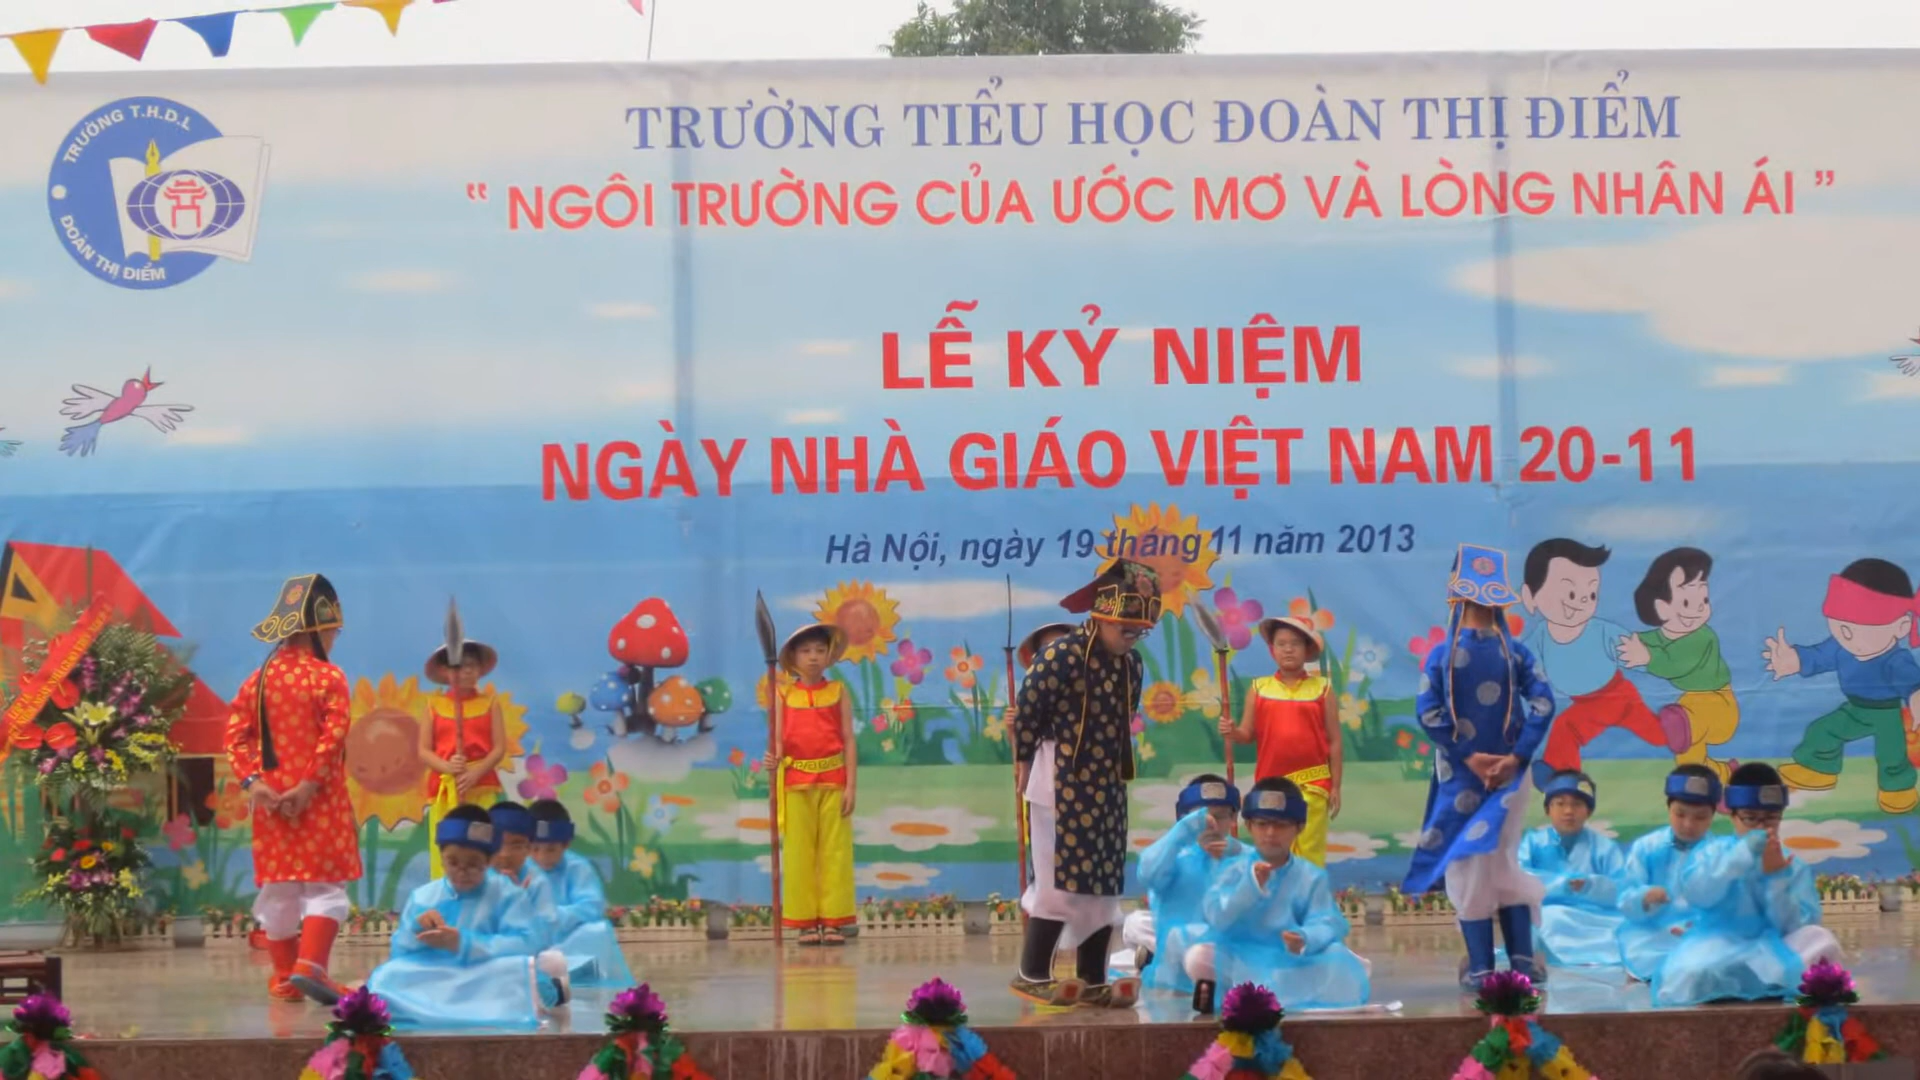 TRƯỜNG T.H.D.L
ĐOÀN THỊ ĐIỂM
TRƯỜNG TIỂU HỌC ĐOÀN THỊ ĐIỂM
" NGÔI TRƯỜNG CỦA ƯỚC MƠ VÀ LÒNG NHÂN ÁI "
LỄ KỶ NIỆM
NGÀY NHÀ GIÁO VIỆT NAM 20-11
Hà Nội, ngày 19 tháng 11 năm 2013